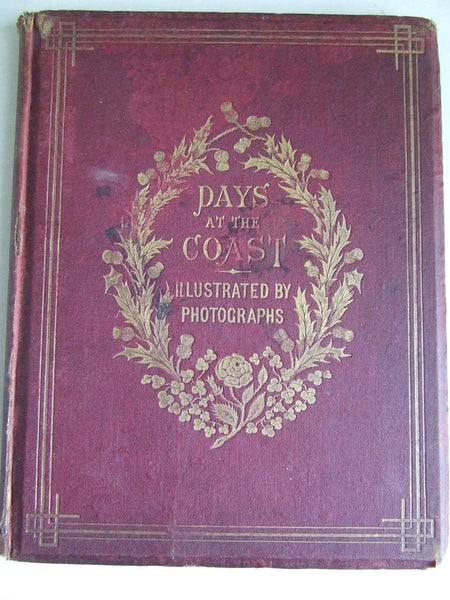 DAYS
AT THE
COAST
ILLUSTRATED BY
PHOTOGRAPHS